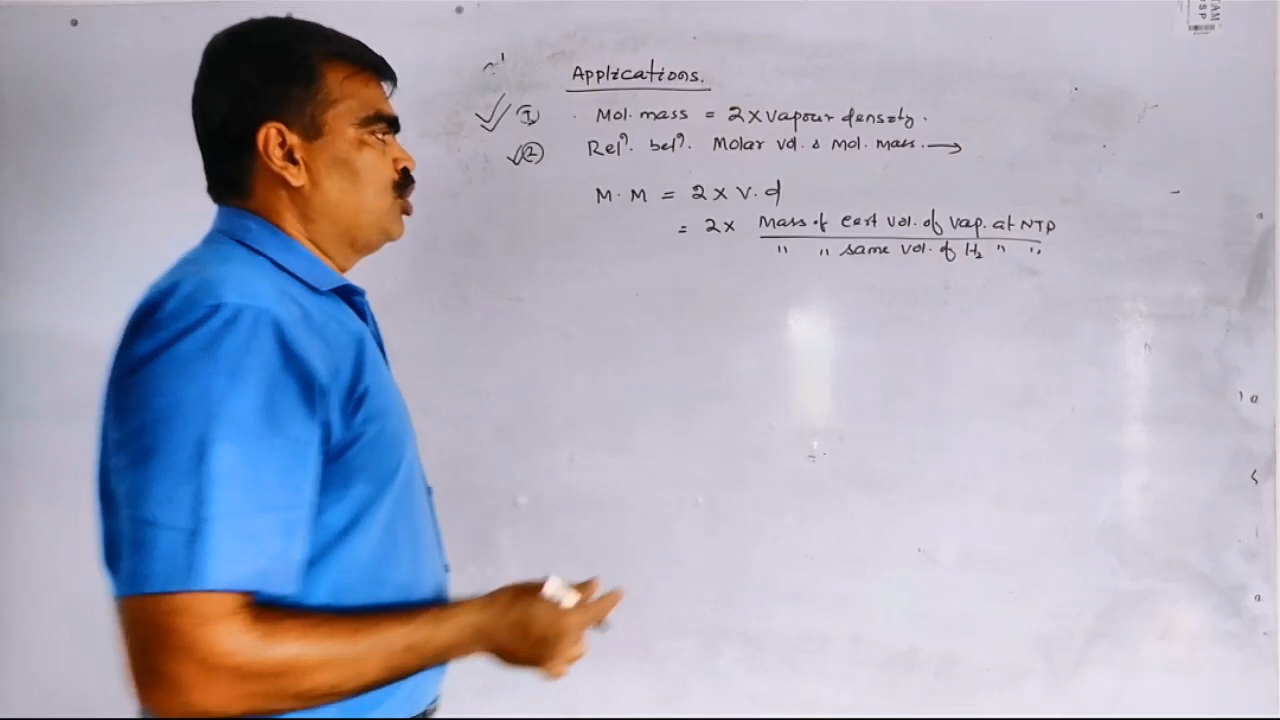 Applications.
① Mol. mass = 2 x vapour density.
② Relⁿ. betⁿ. Molar vol. & Mol. mass. →
M. M = 2 x V. d
= 2 x Mass of cert vol. of vap. at NTP
" " same vol. of H₂ " "